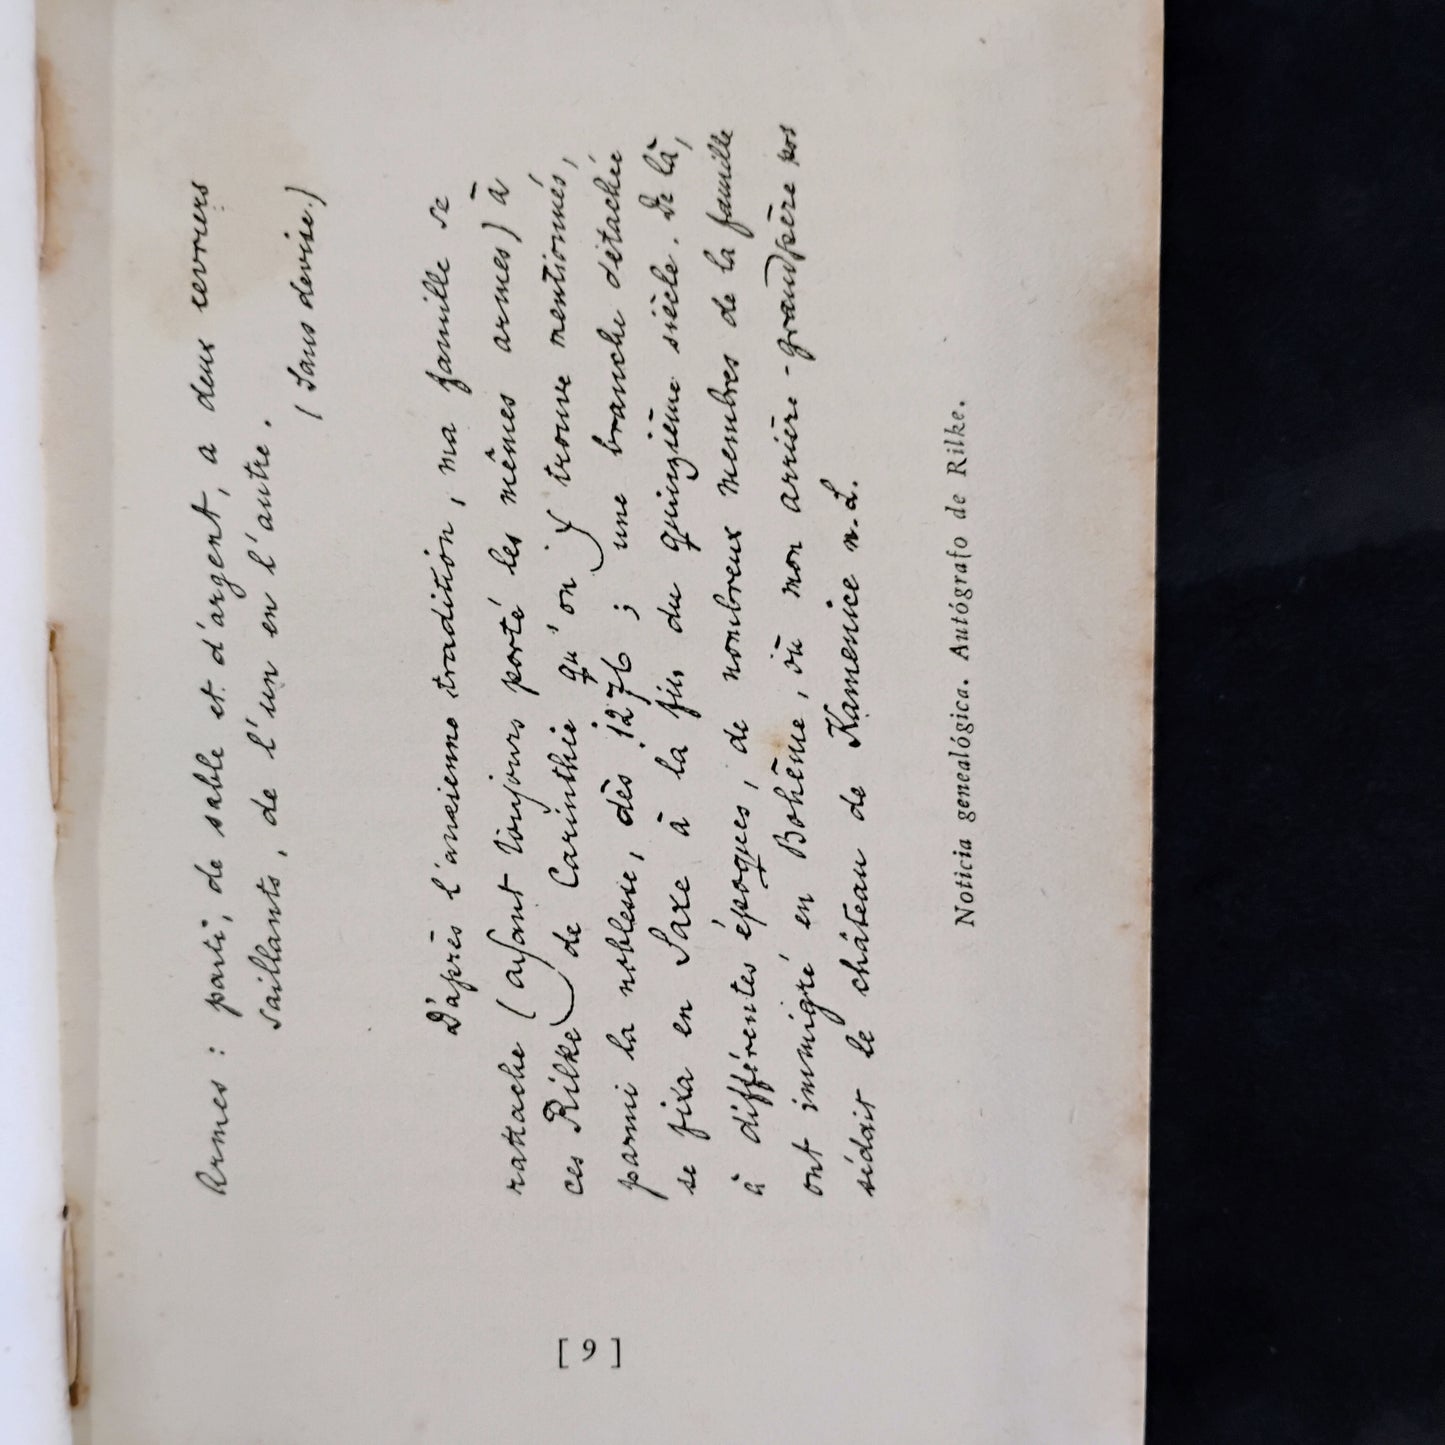 Armes : parti, de sable et d'argent, a deux levriers
saillants, de l'un en l'autre.
(Sans devise.)
D'après l'ancienne tradition, ma famille se
rattache (ayant toujours porté les mêmes armes) à
ces Rilke de Carinthie qu'on y trouve mentionnés,
parmi la noblesse, dès 1276 ; une branche détachée
se fixa en Saxe à la fin du quinzième siècle. De là,
à différentes époques, de nombreux membres de la famille
ont immigré en Bohême, où mon arrière-grandpère pos
sédait le château de Kamenice n.L.
Noticia genealógica. Autógrafo de Rilke.
[ 9 ]